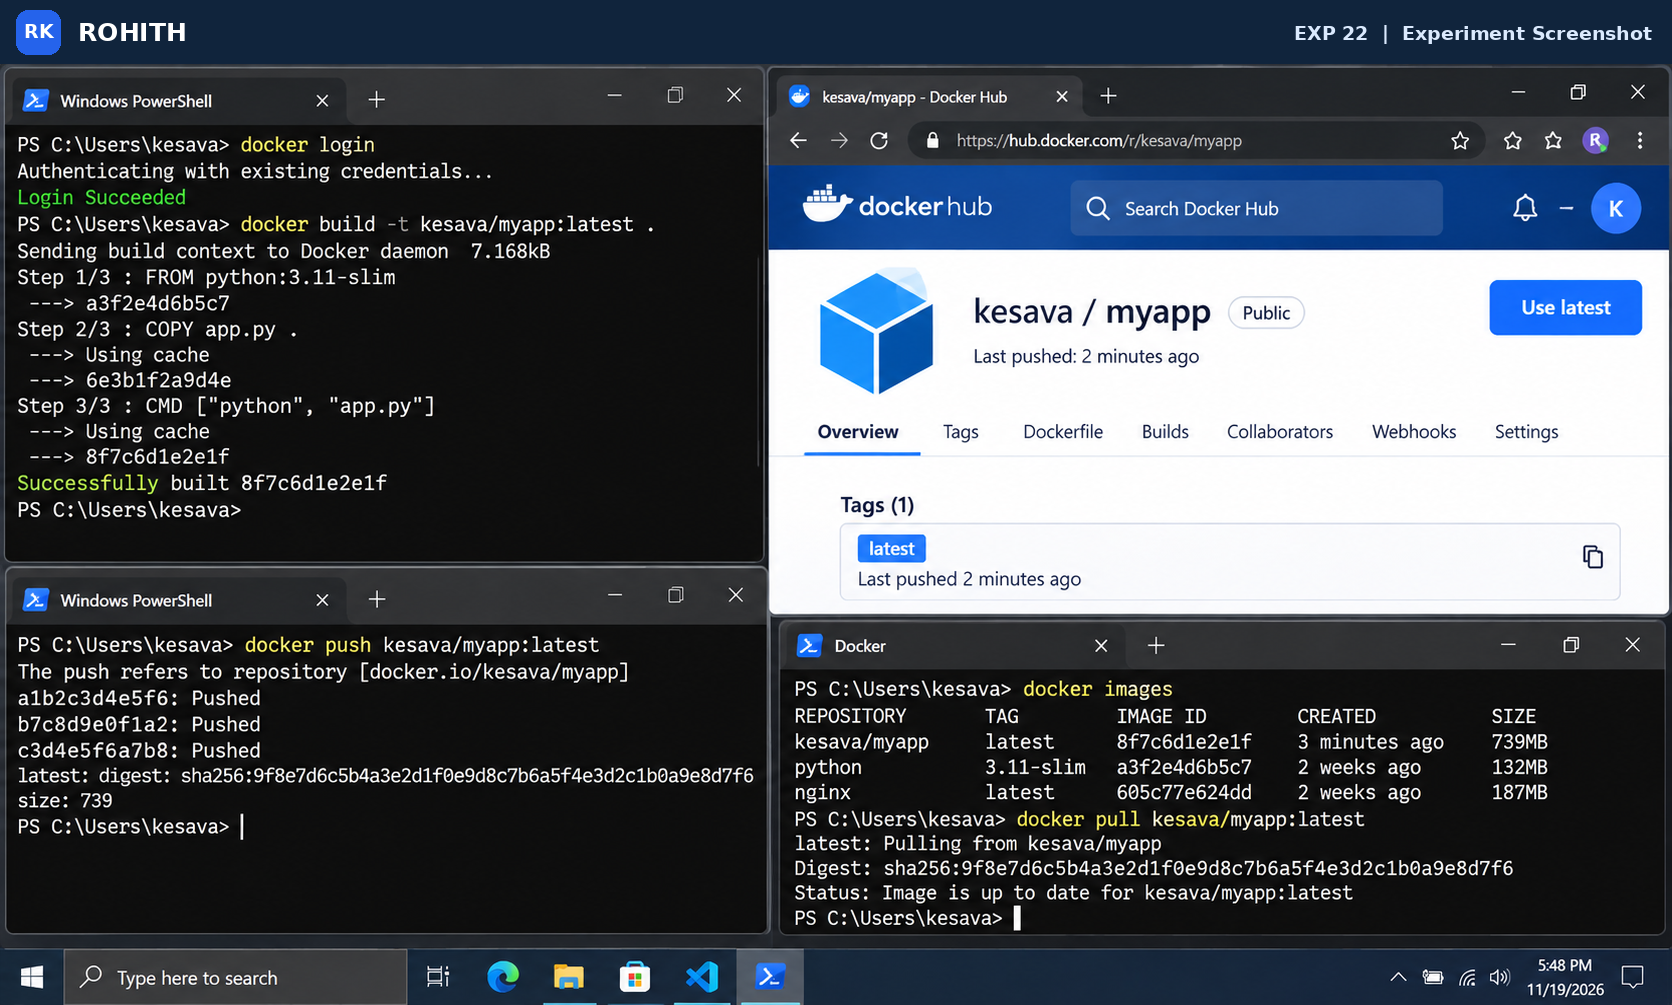 RK ROHITH
EXP 22 | Experiment Screenshot
Windows PowerShell
PS C:\Users\kesava> docker login
Authenticating with existing credentials...
Login Succeeded
PS C:\Users\kesava> docker build -t kesava/myapp:latest .
Sending build context to Docker daemon 7.168kB
Step 1/3 : FROM python:3.11-slim
---> a3f2e4d6b5c7
Step 2/3 : COPY app.py .
---> Using cache
---> 6e3b1f2a9d4e
Step 3/3 : CMD ["python", "app.py"]
---> Using cache
---> 8f7c6d1e2e1f
Successfully built 8f7c6d1e2e1f
PS C:\Users\kesava>
Windows PowerShell
PS C:\Users\kesava> docker push kesava/myapp:latest
The push refers to repository [docker.io/kesava/myapp]
a1b2c3d4e5f6: Pushed
b7c8d9e0f1a2: Pushed
c3d4e5f6a7b8: Pushed
latest: digest: sha256:9f8e7d6c5b4a3e2d1f0e9d8c7b6a5f4e3d2c1b0a9e8d7f6
size: 739
PS C:\Users\kesava>
kesava/myapp - Docker Hub
https://hub.docker.com/r/kesava/myapp
R
docker hub
Search Docker Hub
K
kesava / myapp Public
Use latest
Last pushed: 2 minutes ago
Overview Tags Dockerfile Builds Collaborators Webhooks Settings
Tags (1)
latest
Last pushed 2 minutes ago
Docker
PS C:\Users\kesava> docker images
REPOSITORY TAG IMAGE ID CREATED SIZE
kesava/myapp latest 8f7c6d1e2e1f 3 minutes ago 739MB
python 3.11-slim a3f2e4d6b5c7 2 weeks ago 132MB
nginx latest 605c77e624dd 2 weeks ago 187MB
PS C:\Users\kesava> docker pull kesava/myapp:latest
latest: Pulling from kesava/myapp
Digest: sha256:9f8e7d6c5b4a3e2d1f0e9d8c7b6a5f4e3d2c1b0a9e8d7f6
Status: Image is up to date for kesava/myapp:latest
PS C:\Users\kesava>
Type here to search
5:48 PM
11/19/2026